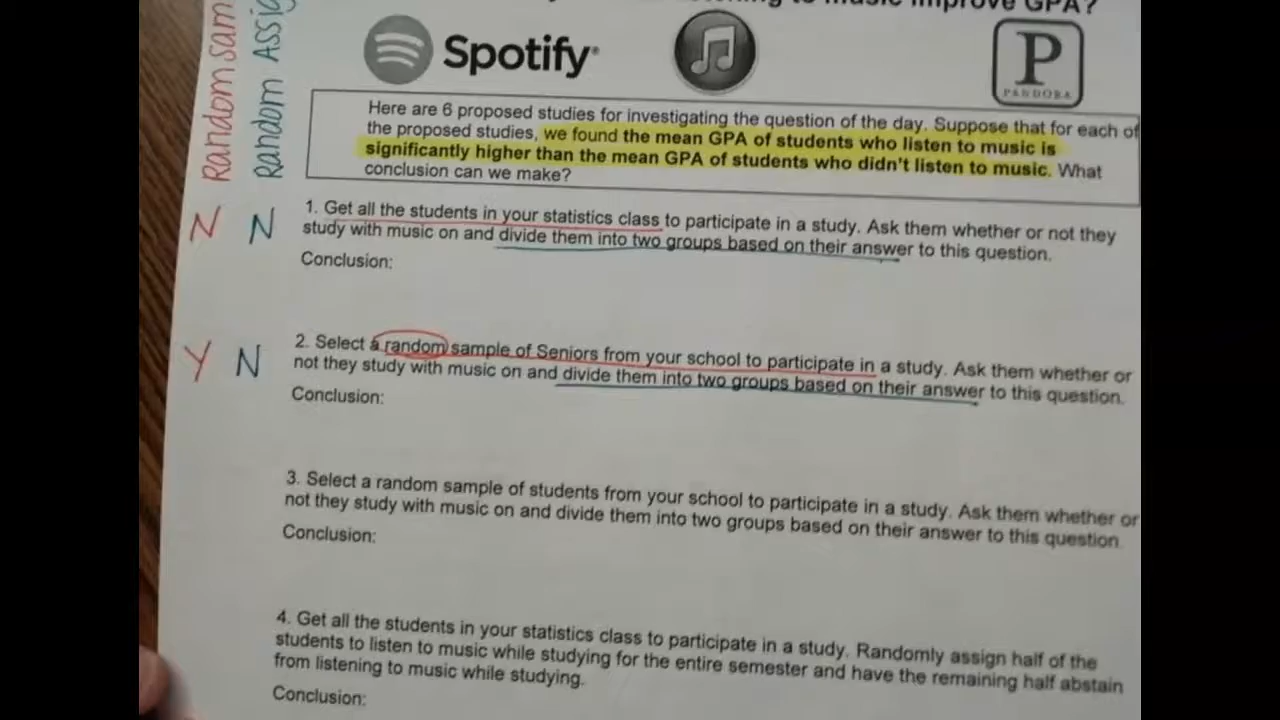 music improve GPA?
Random Sam
Random Assig
Spotify
P
PANDORA
Here are 6 proposed studies for investigating the question of the day. Suppose that for each of
the proposed studies, we found the mean GPA of students who listen to music is
significantly higher than the mean GPA of students who didn't listen to music. What
conclusion can we make?
N N
1. Get all the students in your statistics class to participate in a study. Ask them whether or not they
study with music on and divide them into two groups based on their answer to this question.
Conclusion:
Y N
2. Select a random sample of Seniors from your school to participate in a study. Ask them whether or
not they study with music on and divide them into two groups based on their answer to this question.
Conclusion:
3. Select a random sample of students from your school to participate in a study. Ask them whether or
not they study with music on and divide them into two groups based on their answer to this question.
Conclusion:
4. Get all the students in your statistics class to participate in a study. Randomly assign half of the
students to listen to music while studying for the entire semester and have the remaining half abstain
from listening to music while studying.
Conclusion: